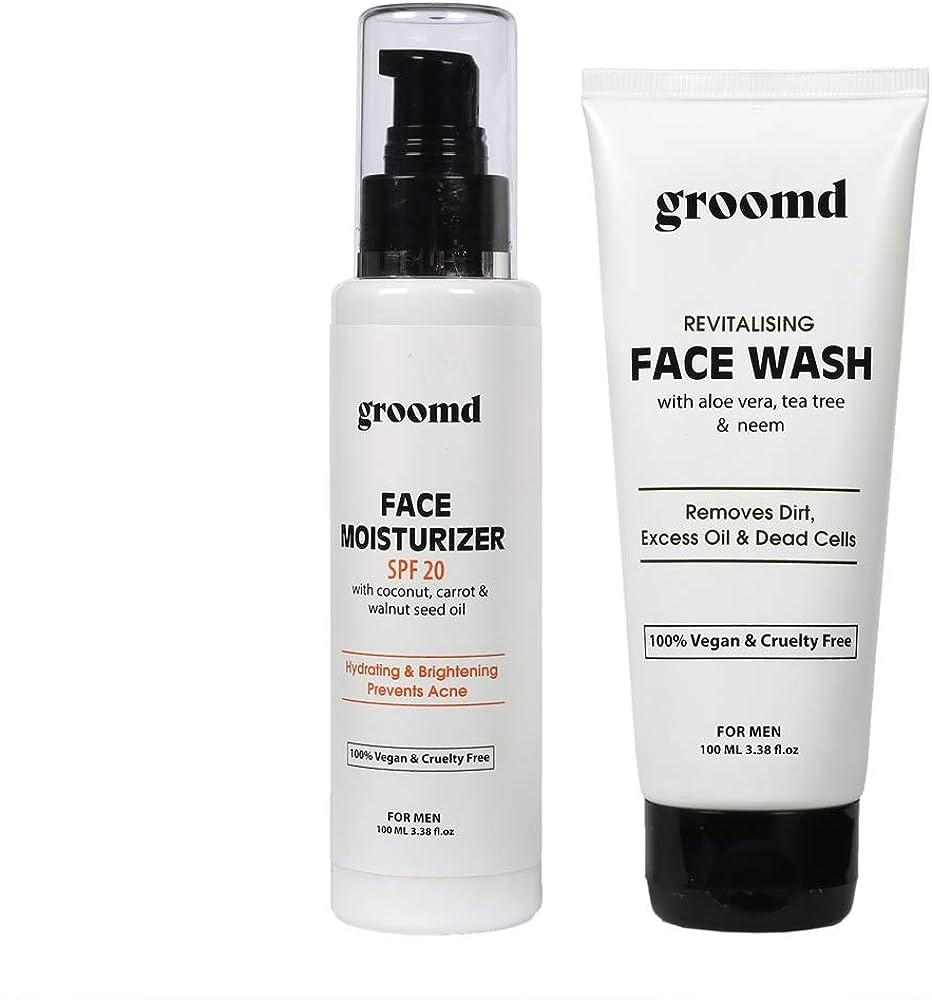 groomd
FACE
MOISTURIZER
SPF 20
with coconut, carrot &
walnut seed oil
Hydrating & Brightening
Prevents Acne
100% Vegan & Cruelty Free
FOR MEN
100 ML 3.38 fl.oz
groomd
REVITALISING
FACE WASH
with aloe vera, tea tree
& neem
Removes Dirt,
Excess Oil & Dead Cells
100% Vegan & Cruelty Free
FOR MEN
100 ML 3.38 fl.oz